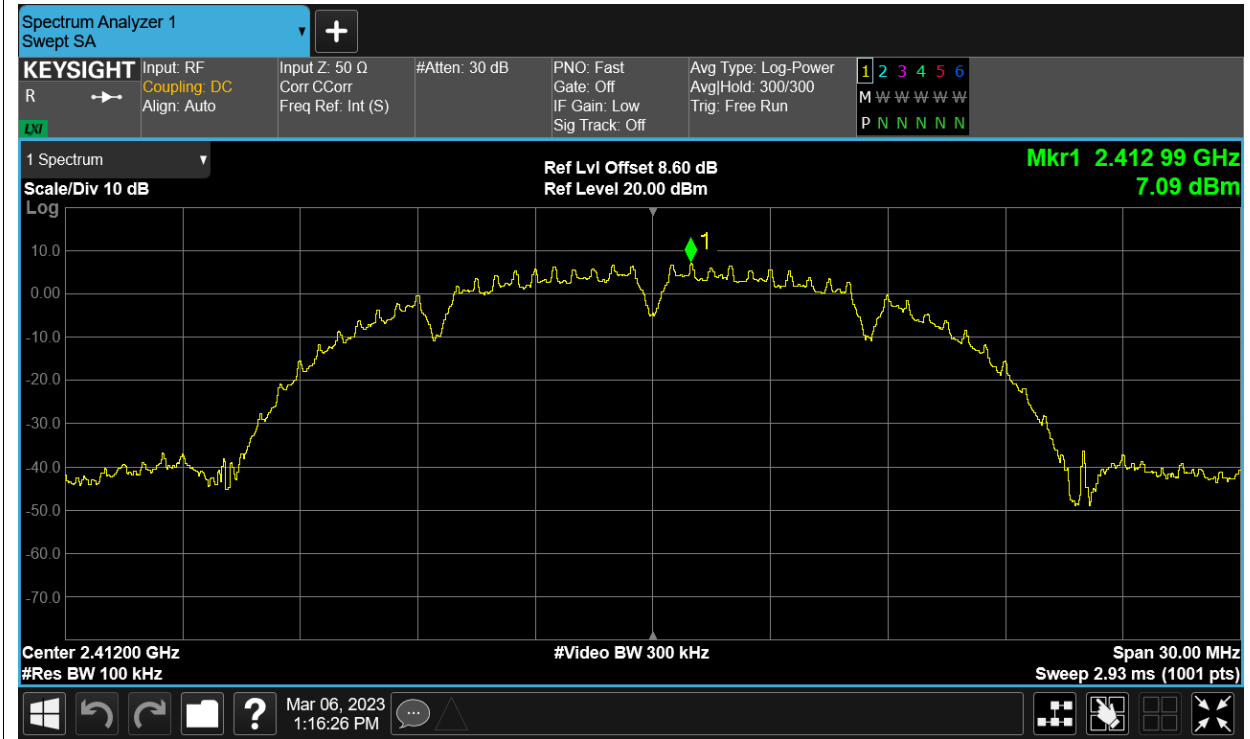 Spectrum Analyzer 1
Swept SA
KEYSIGHT
R
LXI
Input: RF
Coupling: DC
Align: Auto
Input Z: 50 Ω
Corr CCorr
Freq Ref: Int (S)
#Atten: 30 dB
PNO: Fast
Gate: Off
IF Gain: Low
Sig Track: Off
Avg Type: Log-Power
Avg|Hold: 300/300
Trig: Free Run
1 2 3 4 5 6
M W W W W W
P N N N N N
1 Spectrum
Scale/Div 10 dB
Log
Ref Lvl Offset 8.60 dB
Ref Level 20.00 dBm
Mkr1 2.412 99 GHz
7.09 dBm
1
10.0
0.00
-10.0
-20.0
-30.0
-40.0
-50.0
-60.0
-70.0
Center 2.41200 GHz
#Res BW 100 kHz
#Video BW 300 kHz
Span 30.00 MHz
Sweep 2.93 ms (1001 pts)
?
Mar 06, 2023
1:16:26 PM